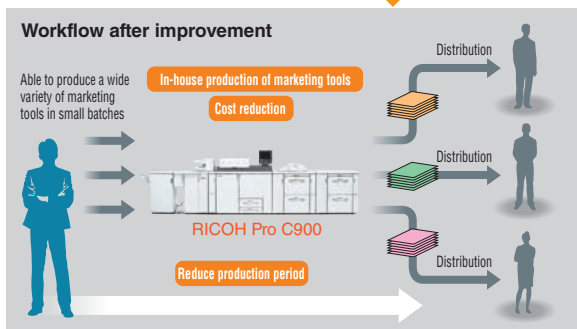 Workflow after improvement
Able to produce a wide
variety of marketing
tools in small batches
In-house production of marketing tools
Cost reduction
RICOH Pro C900
Reduce production period
Distribution
Distribution
Distribution